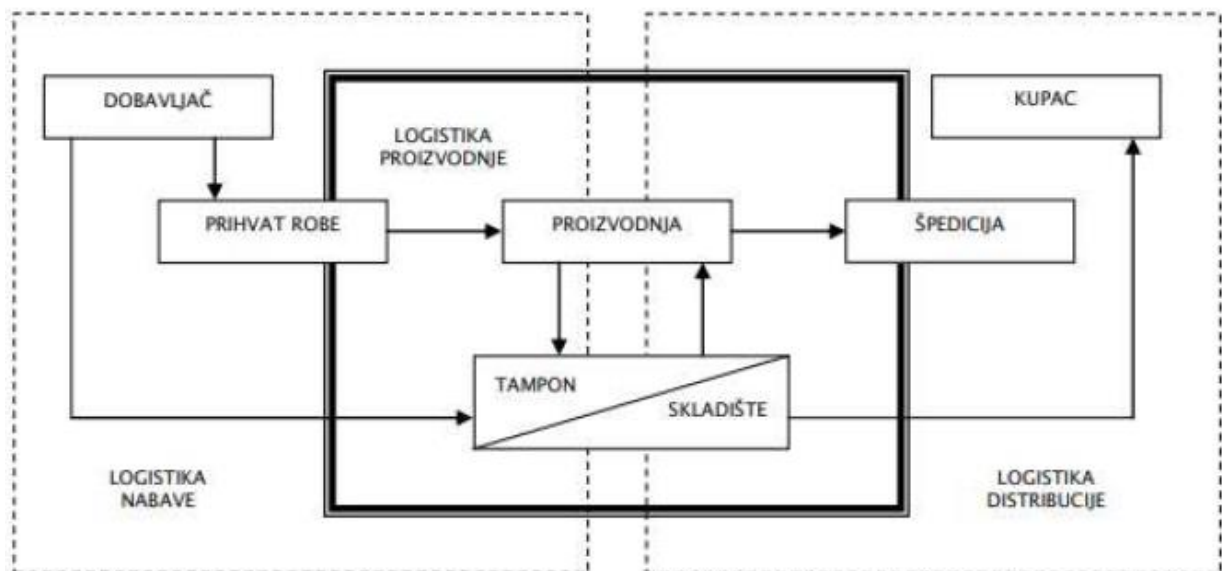 DOBAVLJAČ
KUPAC
LOGISTIKA
PROIZVODNJE
PRIHVAT ROBE
PROIZVODNJA
ŠPEDICIJA
TAMPON
SKLADIŠTE
LOGISTIKA
NABAVE
LOGISTIKA
DISTRIBUCIJE